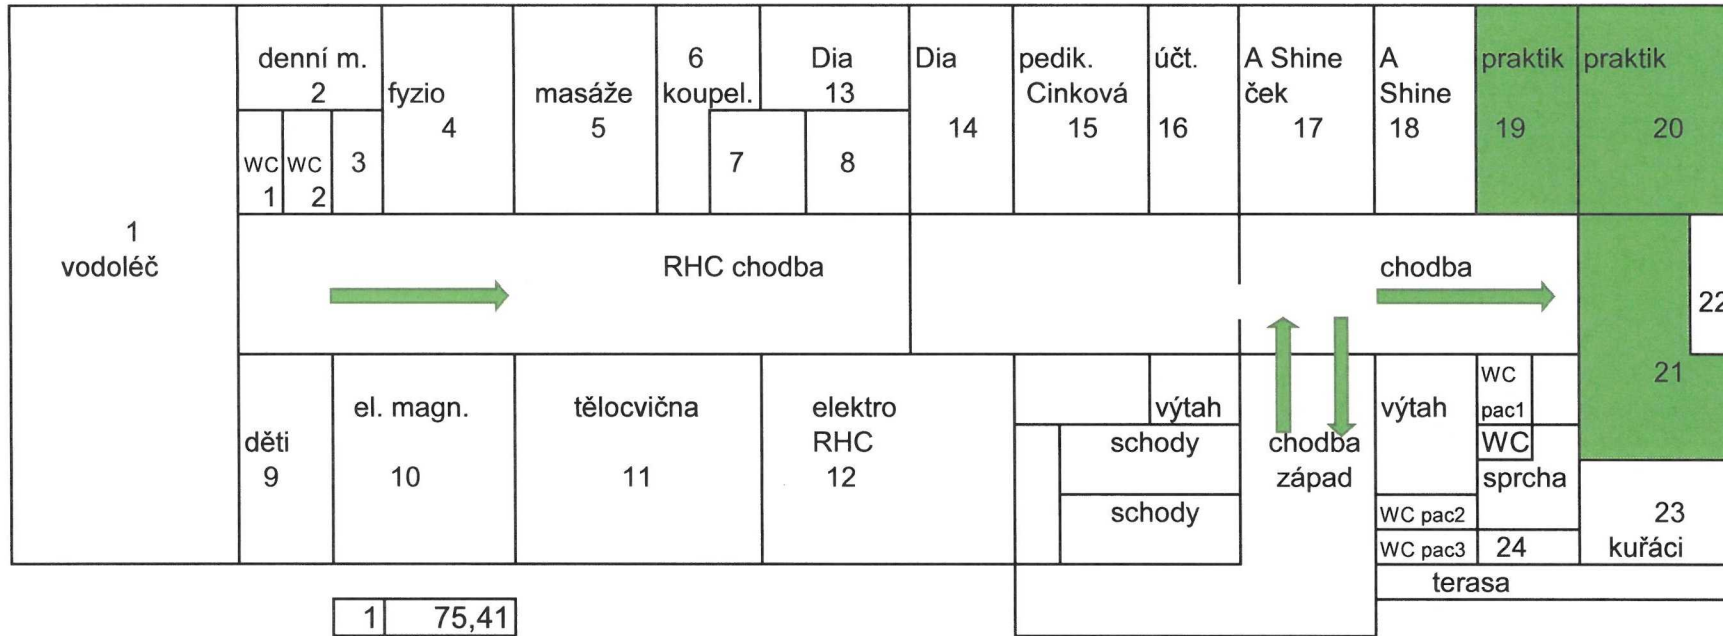 denní m.
2
fyzio
4
masáže
5
6
koupel.
Dia
13
Dia
14
pedik.
Cinková
15
účt.
16
A Shine
ček
17
A
Shine
18
praktik
19
praktik
20
WC
1
WC
2
3
7
8
1
vodoléč
RHC chodba
chodba
22
21
děti
9
el. magn.
10
tělocvična
11
elektro
RHC
12
výtah
schody
schody
chodba
západ
výtah
WC
pac1
WC
sprcha
WC pac2
WC pac3
24
23
kuřáci
terasa
1 75,41